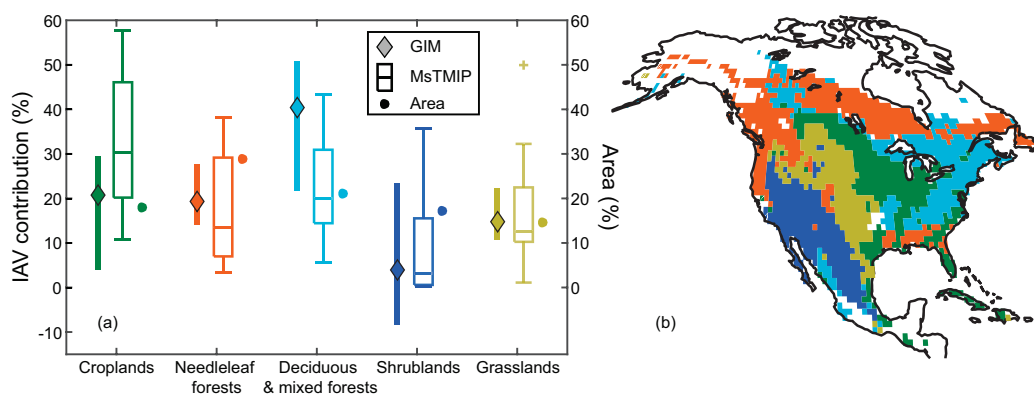 60
50
40
30
20
10
0
-10
IAV contribution (%)
GIM
MsTMIP
Area
(a)
Croplands
Needleleaf
forests
Deciduous
& mixed forests
Shrublands
Grasslands
60
50
40
30
20
10
0
Area (%)
(b)